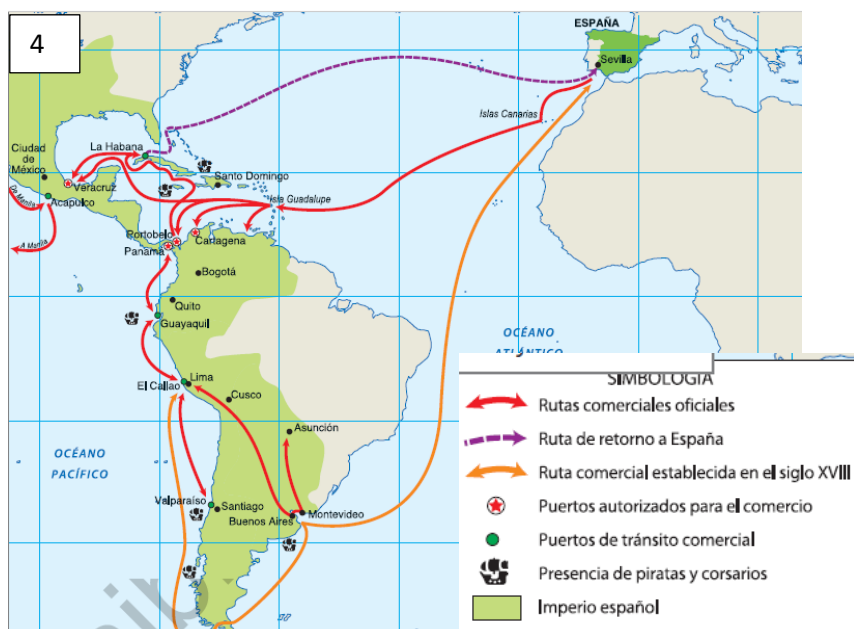 4
ESPAÑA
Sevilla
Islas Canarias
La Habana
Ciudad
de
México
Veracruz
Santo Domingo
De Manila
Acapulco
Isla Guadalupe
A Manila
Portobelo
Cartagena
Panamá
Bogotá
Quito
Guayaquil
OCÉANO
ATLÁNTICO
Lima
El Callao
Cusco
Asunción
OCÉANO
PACÍFICO
Valparaíso
Santiago
Buenos Aires
Montevideo
SIMBOLOGÍA
Rutas comerciales oficiales
Ruta de retorno a España
Ruta comercial establecida en el siglo XVIII
Puertos autorizados para el comercio
Puertos de tránsito comercial
Presencia de piratas y corsarios
Imperio español